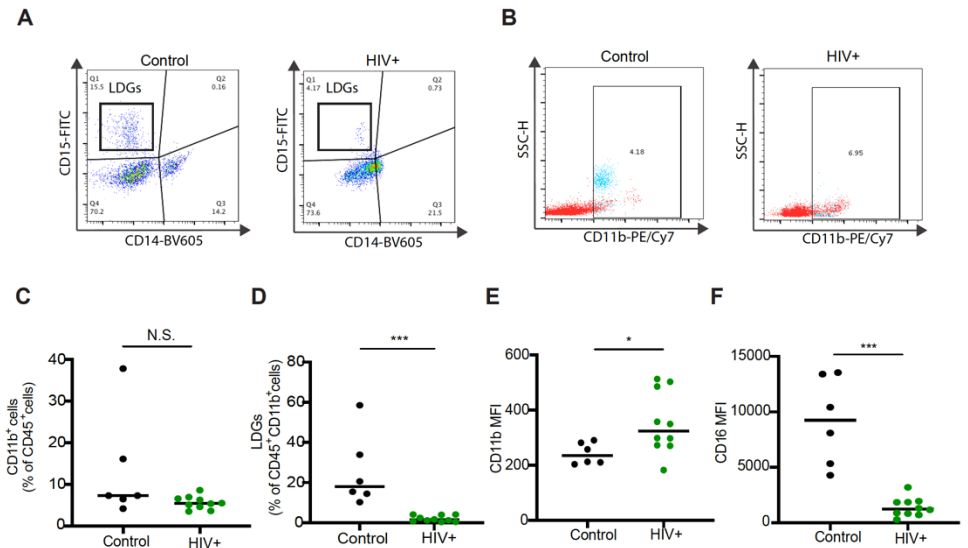 A
B
Control
HIV+
Control
HIV+
Q1
15.5
Q2
0.16
LDGs
Q4
70.2
Q3
14.2
CD15-FITC
CD14-BV605
Q1
4.17
Q2
0.73
LDGs
Q4
73.6
Q3
21.5
CD15-FITC
CD14-BV605
4.18
SSC-H
CD11b-PE/Cy7
6.95
SSC-H
CD11b-PE/Cy7
C
D
E
F
N.S.
40
30
20
10
0
CD11b+cells
(% of CD45+cells)
Control
HIV+
***
80
60
40
20
0
LDGs
(% of CD45+CD11b+cells)
Control
HIV+
*
600
400
200
0
CD11b MFI
Control
HIV+
***
15000
10000
5000
0
CD16 MFI
Control
HIV+